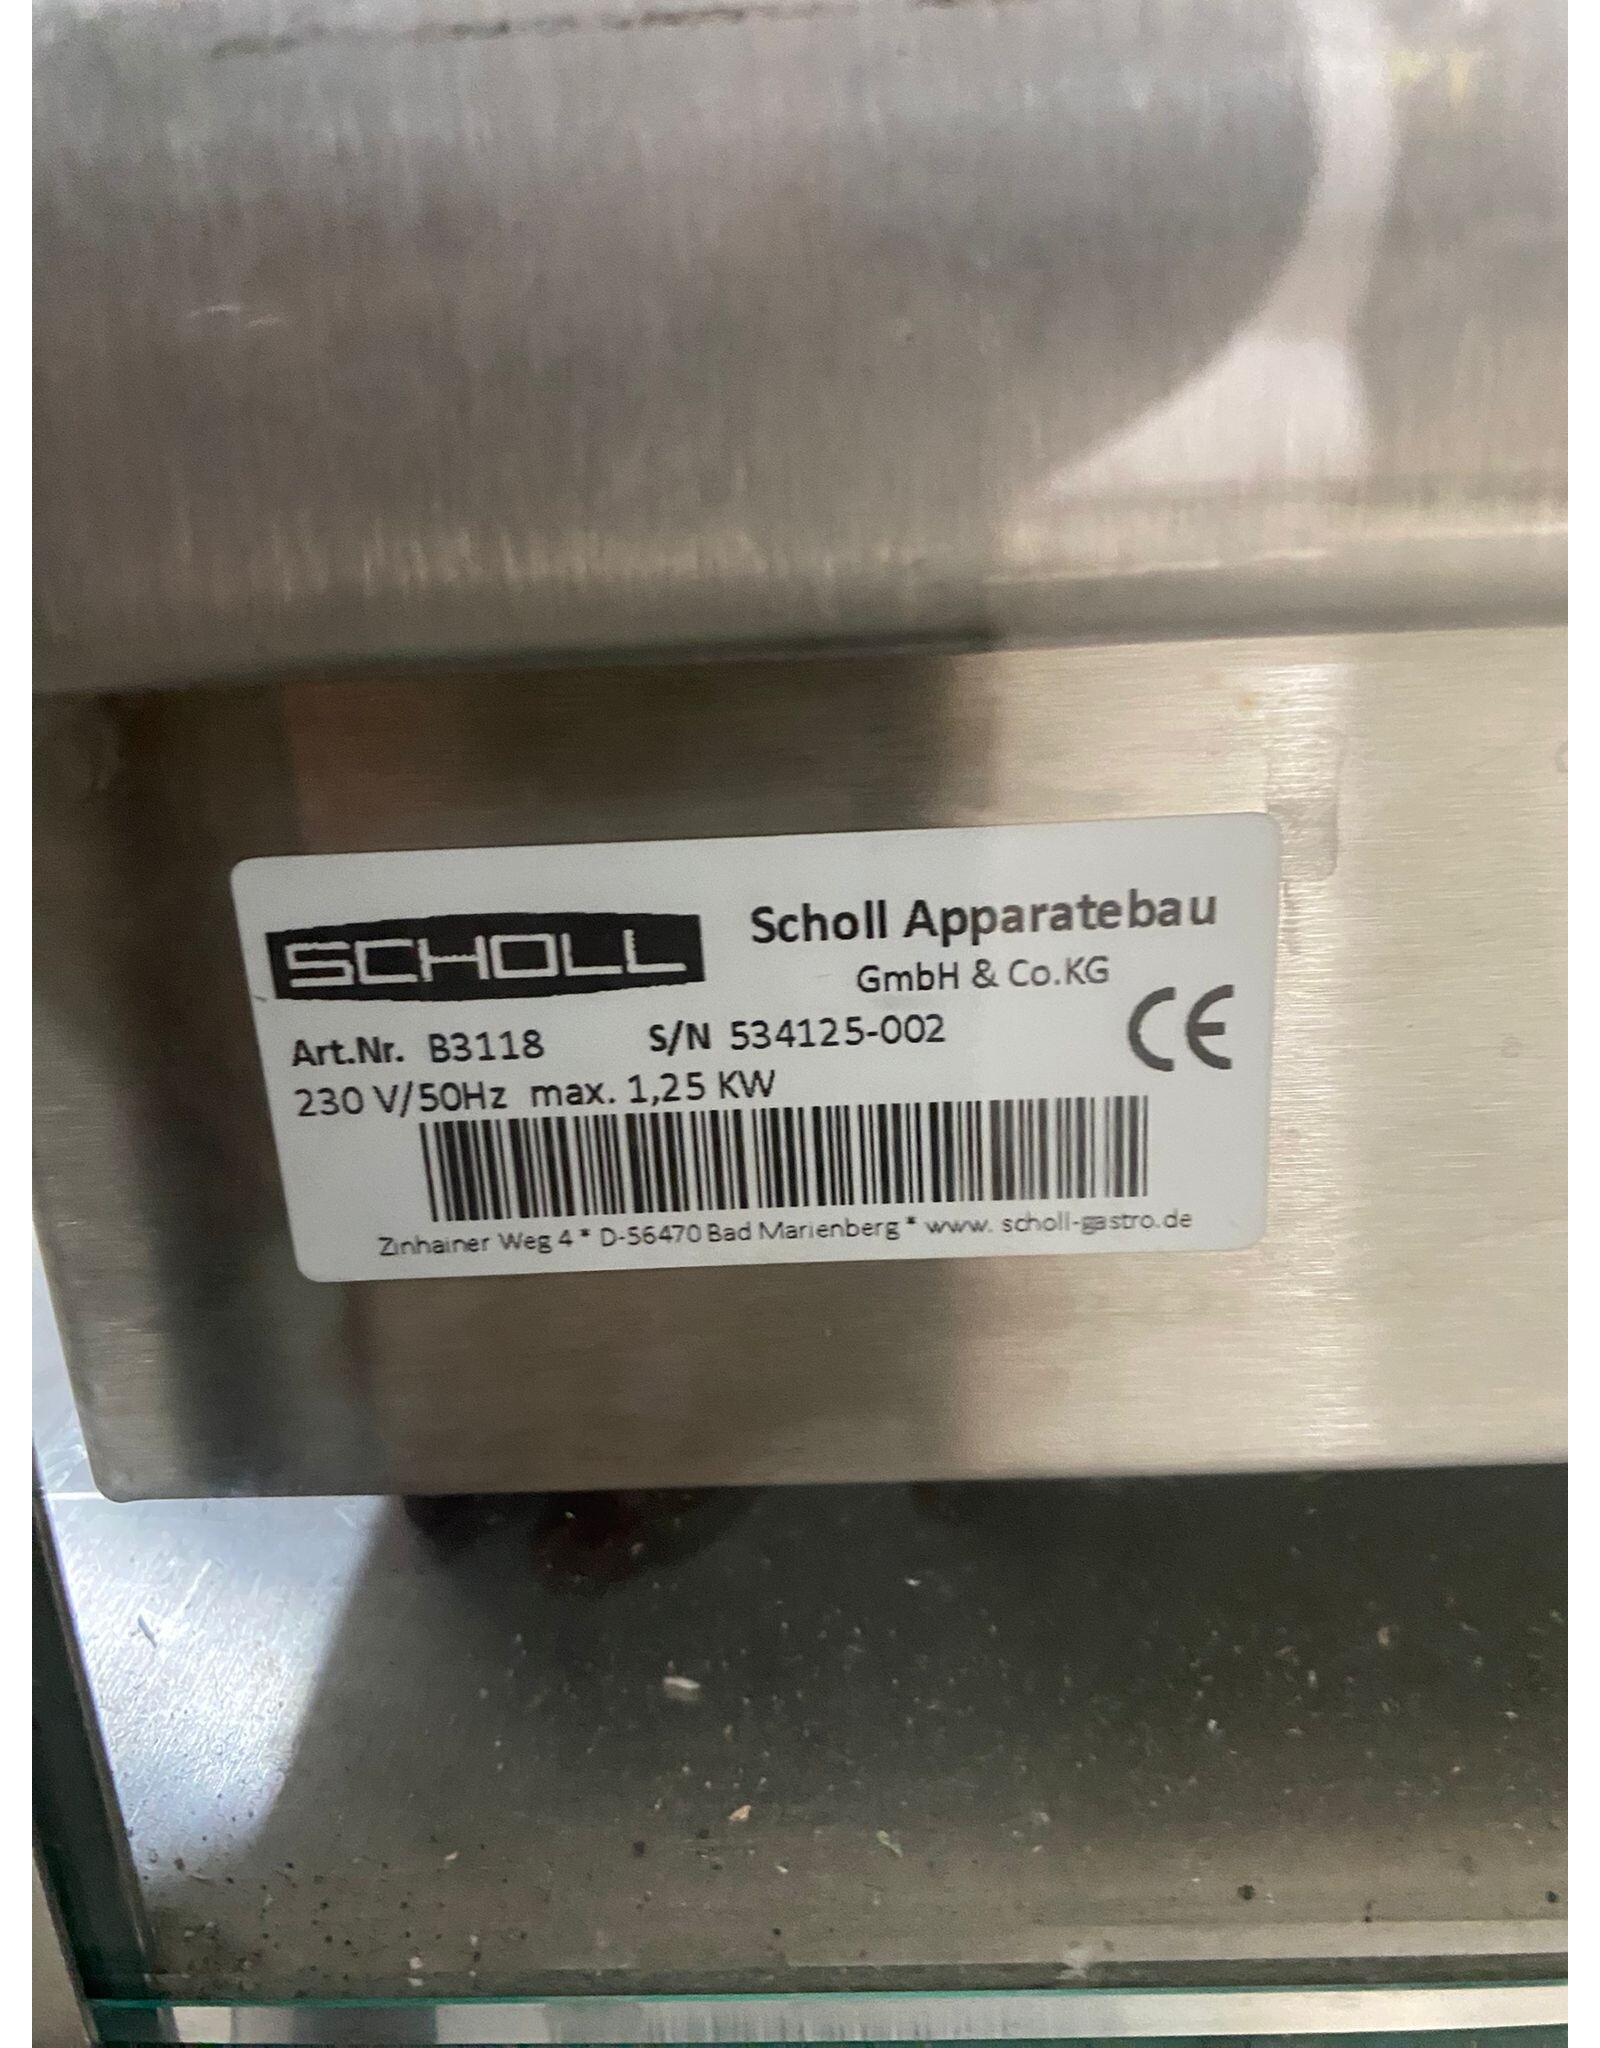 SCHOLL
Scholl Apparatebau
GmbH & Co.KG
Art.Nr. B3118 S/N 534125-002
CE
230 V/50Hz max. 1,25 KW
Zinhainer Weg 4 * D-56470 Bad Marienberg * www. scholl-gastro.de